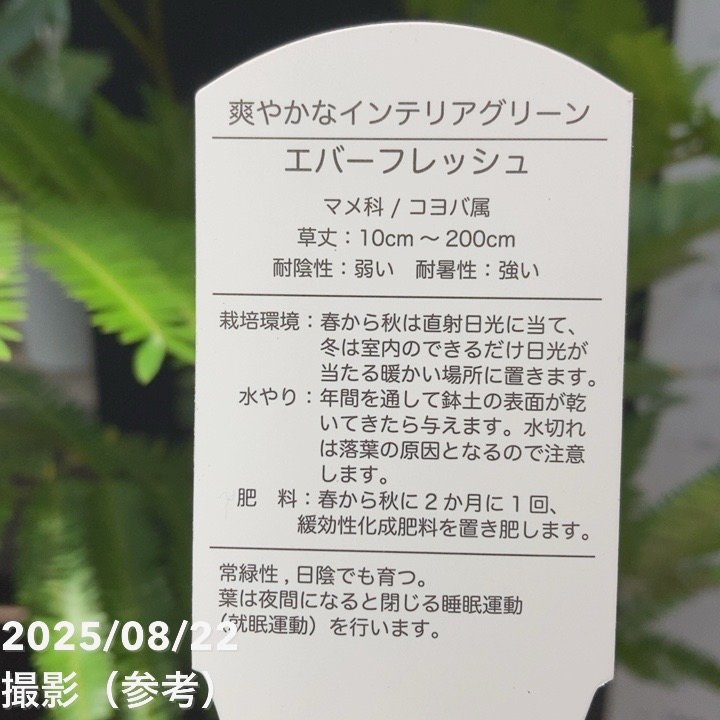 爽やかなインテリアグリーン
エバーフレッシュ
マメ科 / コヨバ属
草丈：10cm～200cm
耐陰性：弱い　耐暑性：強い
栽培環境：春から秋は直射日光に当て、
冬は室内のできるだけ日光が
当たる暖かい場所に置きます。
水やり：年間を通して鉢土の表面が乾
いてきたら与えます。水切れ
は落葉の原因となるので注意
します。
肥　料：春から秋に2か月に1回、
緩効性化成肥料を置き肥します。
常緑性 , 日陰でも育つ。
葉は夜間になると閉じる睡眠運動
（就眠運動）を行います。
2025/08/22
撮影（参考）